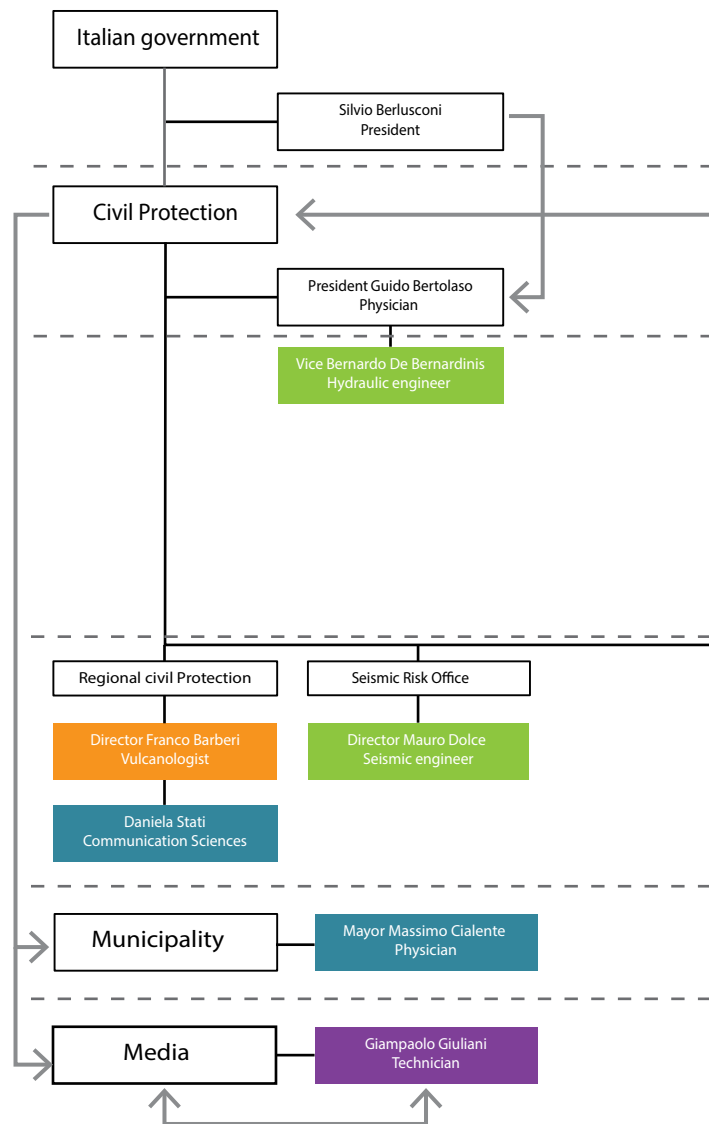 Italian government
Silvio Berlusconi
President
Civil Protection
President Guido Bertolaso
Physician
Vice Bernardo De Bernardinis
Hydraulic engineer
Regional civil Protection
Seismic Risk Office
Director Franco Barberi
Vulcanologist
Director Mauro Dolce
Seismic engineer
Daniela Stati
Communication Sciences
Municipality
Mayor Massimo Cialente
Physician
Media
Giampaolo Giuliani
Technician